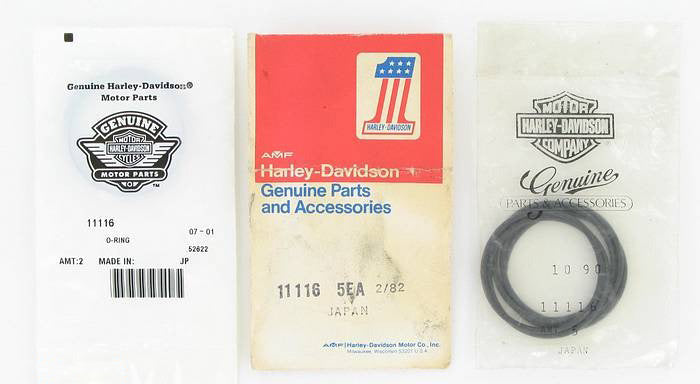 Genuine Harley-Davidson®
Motor Parts
GENUINE
MOTOR
HARLEY-DAVIDSON
CYCLES
MOTOR PARTS
™
11116
07 - 01
O-RING
52622
AMT:2 MADE IN: JP
1
HARLEY-DAVIDSON
AMF
Harley-Davidson
Genuine Parts
and Accessories
11116 5EA 2/82
JAPAN
AMF | Harley-Davidson Motor Co., Inc.
Milwaukee, Wisconsin 53201 U.S.A.
MOTOR
HARLEY-DAVIDSON
COMPANY
Genuine
PARTS & ACCESSORIES
10 90
11116
AMT 5
JAPAN